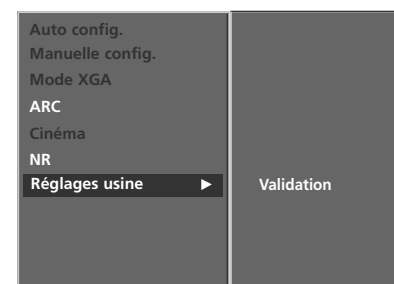 Auto config.
Manuelle config.
Mode XGA
ARC
Cinéma
NR
Réglages usine ► Validation